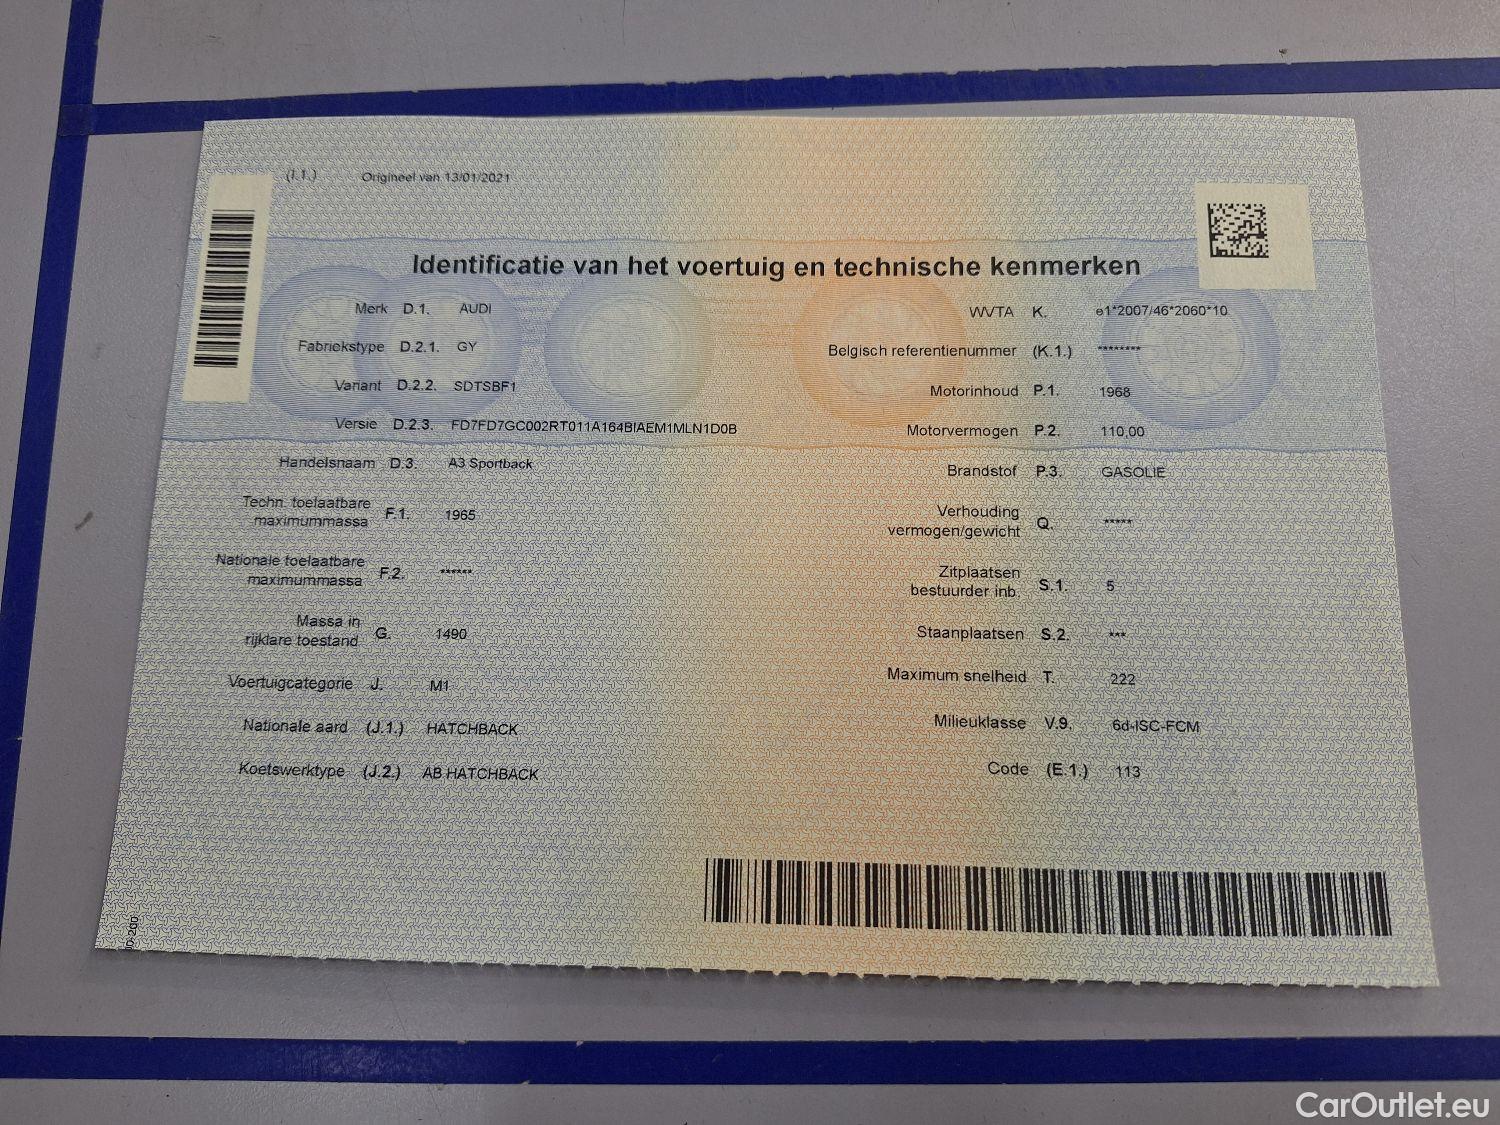 (I.1.) Origineel van 13/01/2021
Identificatie van het voertuig en technische kenmerken
Merk D.1. AUDI
Fabriekstype D.2.1. GY
Variant D.2.2. SDTSBF1
Versie D.2.3. FD7FD7GC002RT011A164BIAEM1MLN1D0B
Handelsnaam D.3. A3 Sportback
Techn. toelaatbare
maximummassa F.1. 1965
Nationale toelaatbare
maximummassa F.2. ******
Massa in
rijklare toestand G. 1490
Voertuigcategorie J. M1
Nationale aard (J.1.) HATCHBACK
Koetswerktype (J.2.) AB HATCHBACK
WVTA K. e1*2007/46*2060*10
Belgisch referentienummer (K.1.) ********
Motorinhoud P.1. 1968
Motorvermogen P.2. 110,00
Brandstof P.3. GASOLIE
Verhouding
vermogen/gewicht Q. *****
Zitplaatsen
bestuurder inb. S.1. 5
Staanplaatsen S.2. ***
Maximum snelheid T. 222
Milieuklasse V.9. 6d-ISC-FCM
Code (E.1.) 113
CarOutlet.eu